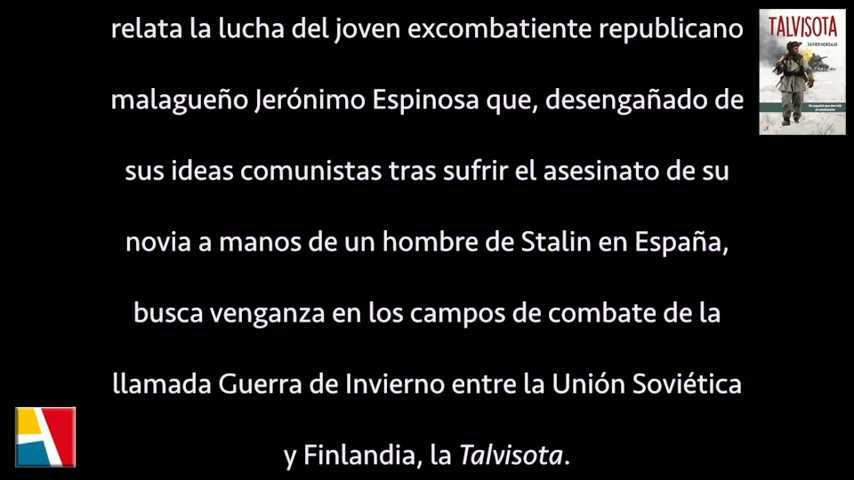 relata la lucha del joven excombatiente republicano
malagueño Jerónimo Espinosa que, desengañado de
sus ideas comunistas tras sufrir el asesinato de su
novia a manos de un hombre de Stalin en España,
busca venganza en los campos de combate de la
llamada Guerra de Invierno entre la Unión Soviética
y Finlandia, la Talvisota.
TALVISOTA